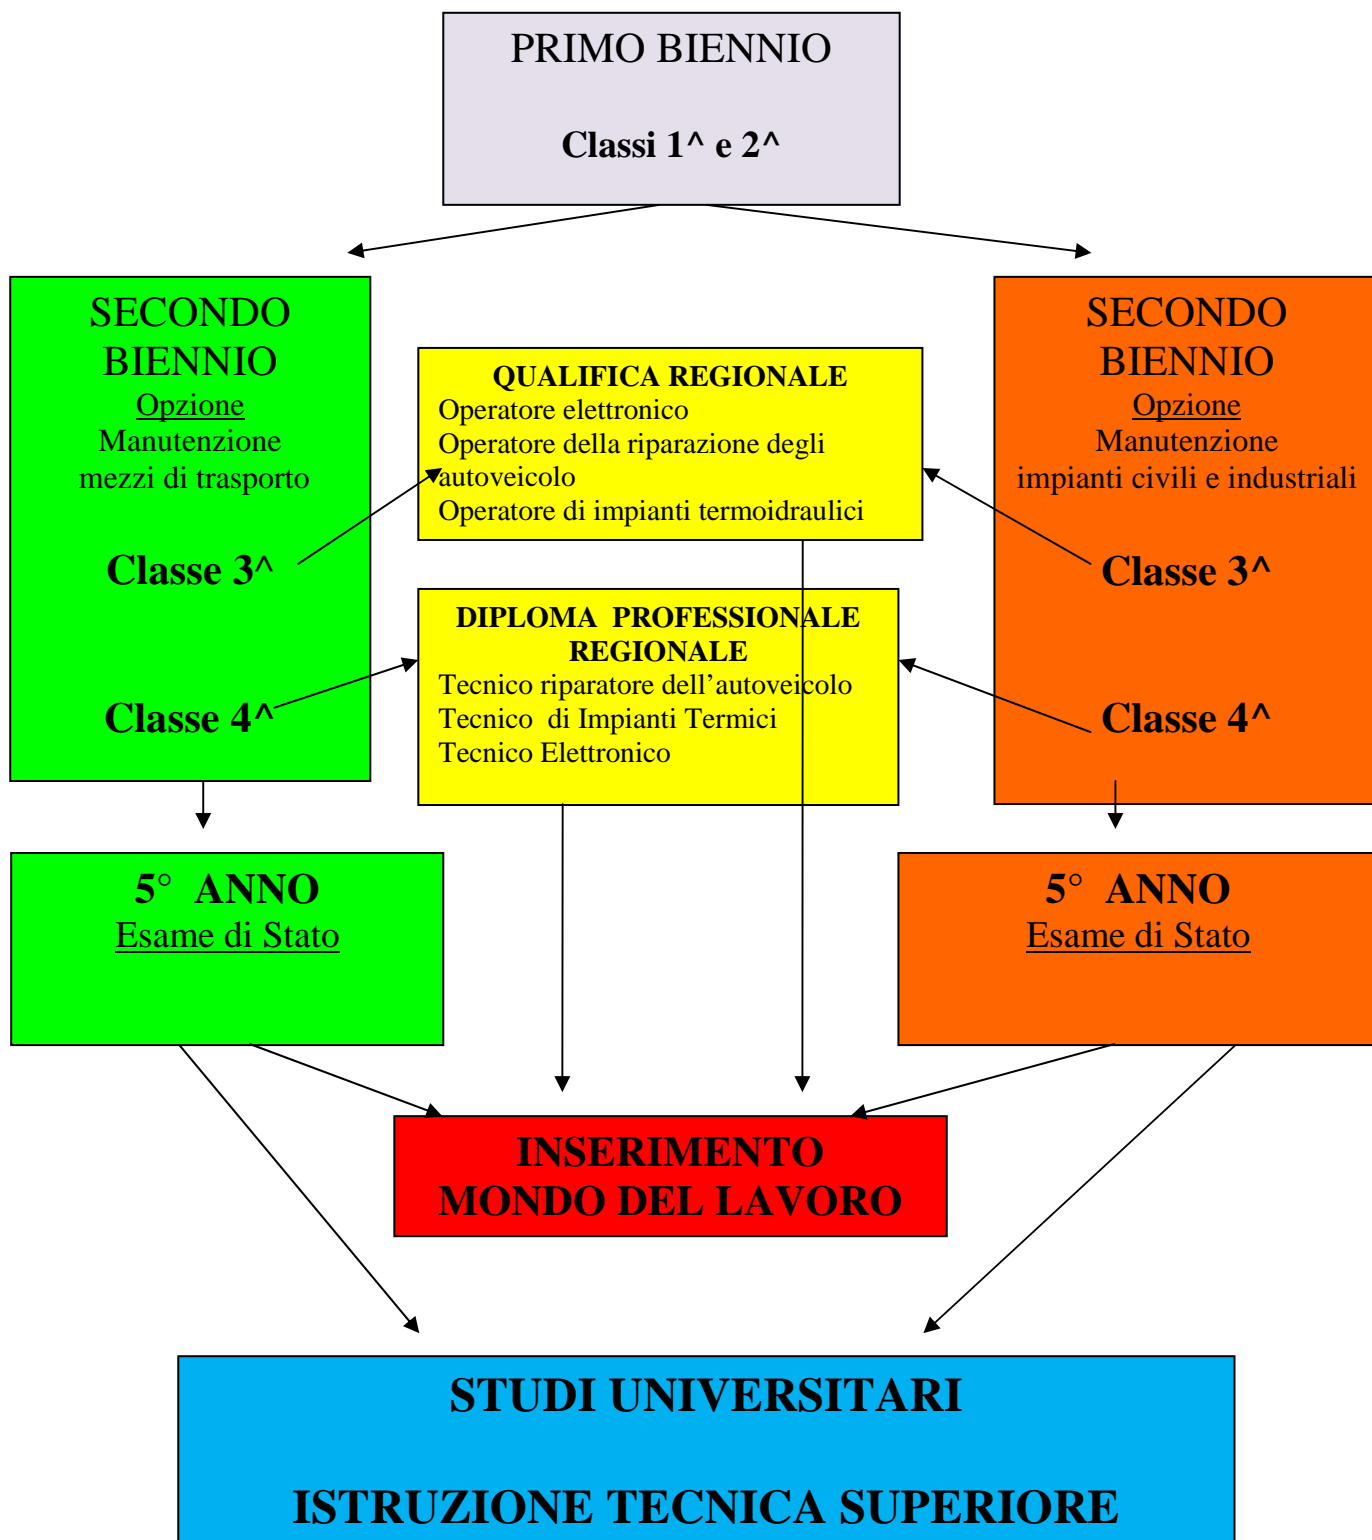 PRIMO BIENNIO
Classi 1^ e 2^
SECONDO
BIENNIO
Opzione
Manutenzione
mezzi di trasporto
Classe 3^
Classe 4^
QUALIFICA REGIONALE
Operatore elettronico
Operatore della riparazione degli
autoveicolo
Operatore di impianti termoidraulici
DIPLOMA PROFESSIONALE
REGIONALE
Tecnico riparatore dell’autoveicolo
Tecnico di Impianti Termici
Tecnico Elettronico
SECONDO
BIENNIO
Opzione
Manutenzione
impianti civili e industriali
Classe 3^
Classe 4^
5° ANNO
Esame di Stato
5° ANNO
Esame di Stato
INSERIMENTO
MONDO DEL LAVORO
STUDI UNIVERSITARI
ISTRUZIONE TECNICA SUPERIORE